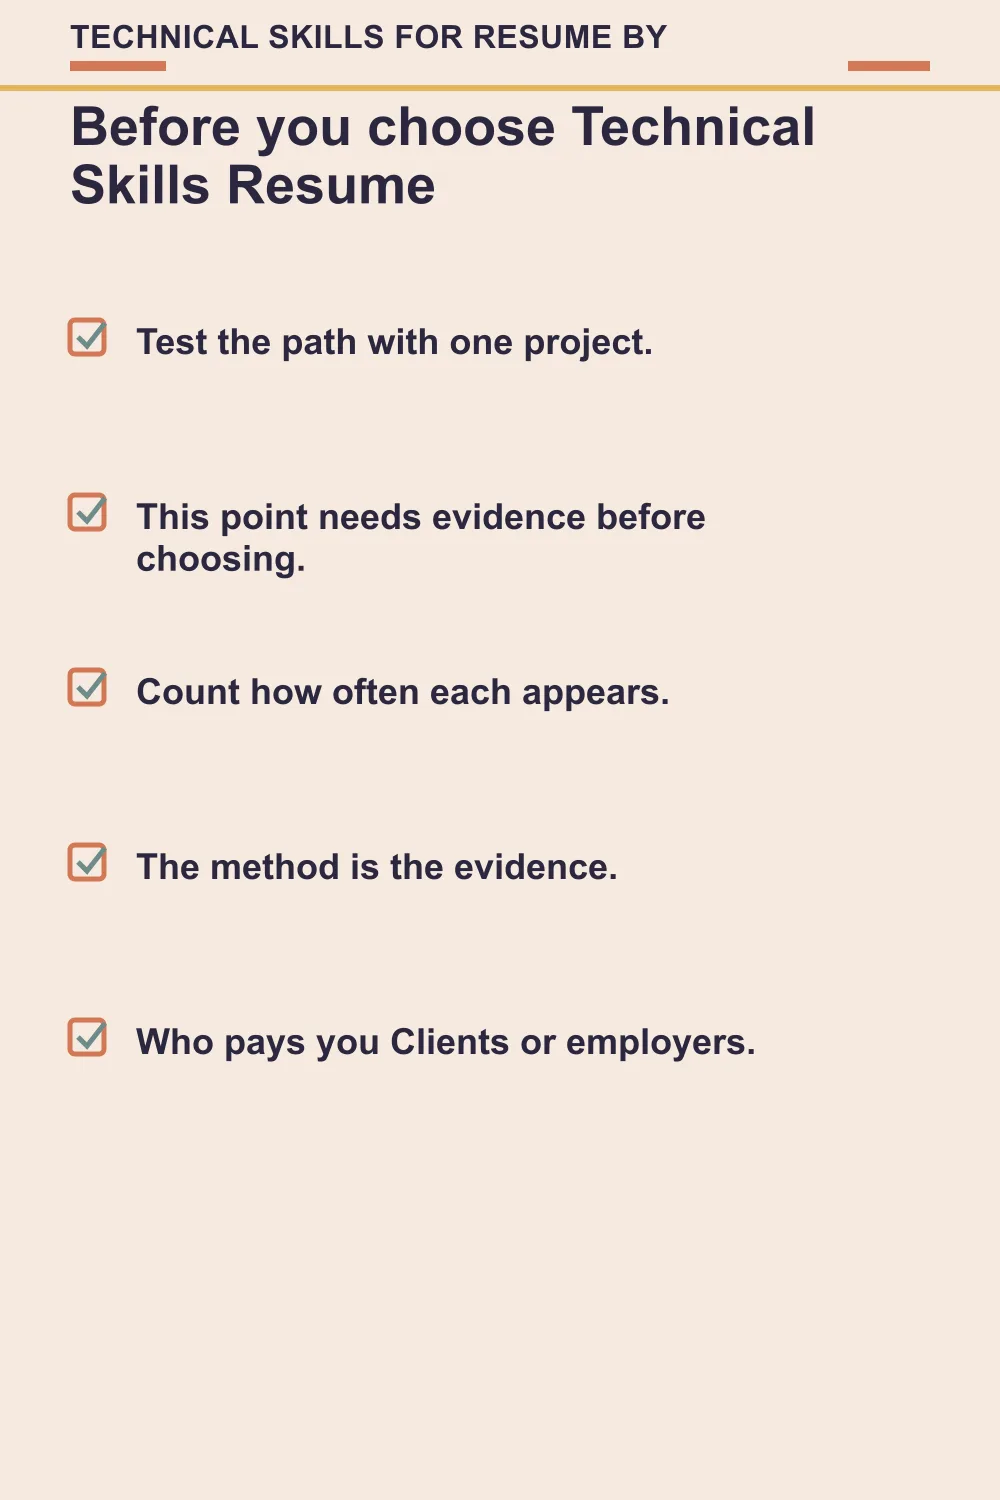 TECHNICAL SKILLS FOR RESUME BY
Before you choose Technical
Skills Resume
Test the path with one project.
This point needs evidence before
choosing.
Count how often each appears.
The method is the evidence.
Who pays you Clients or employers.